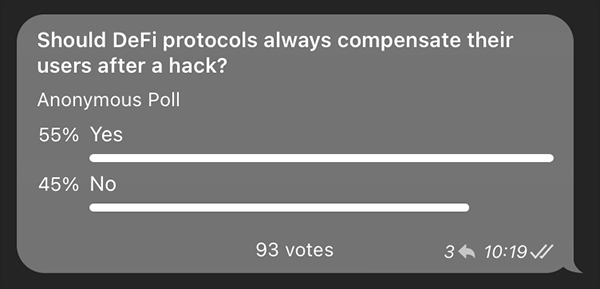 Should DeFi protocols always compensate their
users after a hack?
Anonymous Poll
55% Yes
45% No
93 votes 3 10:19